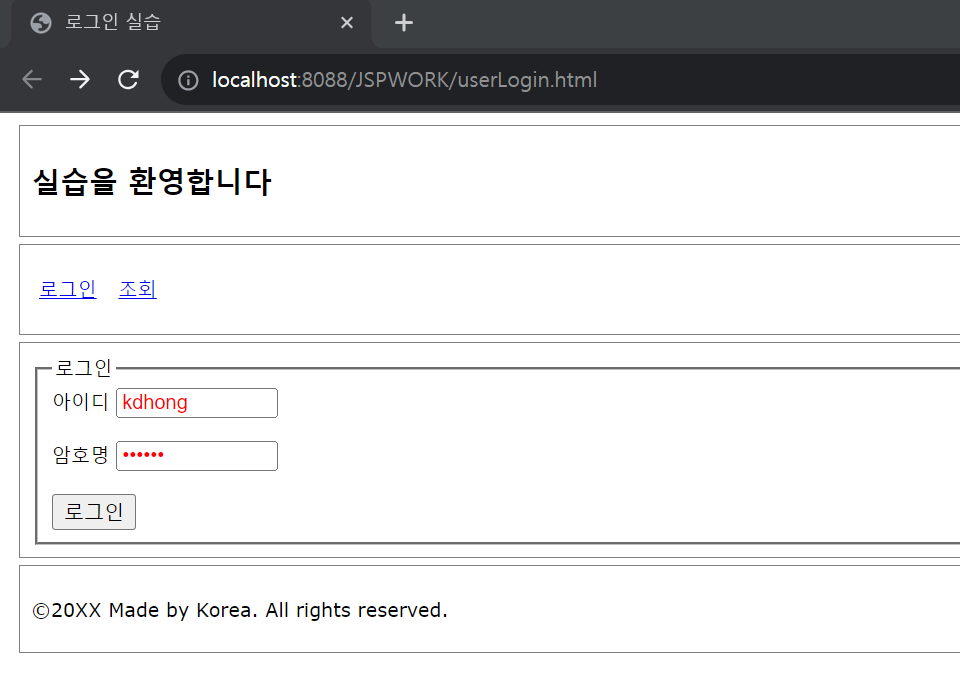 로그인 실습
localhost:8088/JSPWORK/userLogin.html
실습을 환영합니다
로그인 조회
로그인
아이디 kdhong
암호명 ••••••
로그인
©20XX Made by Korea. All rights reserved.